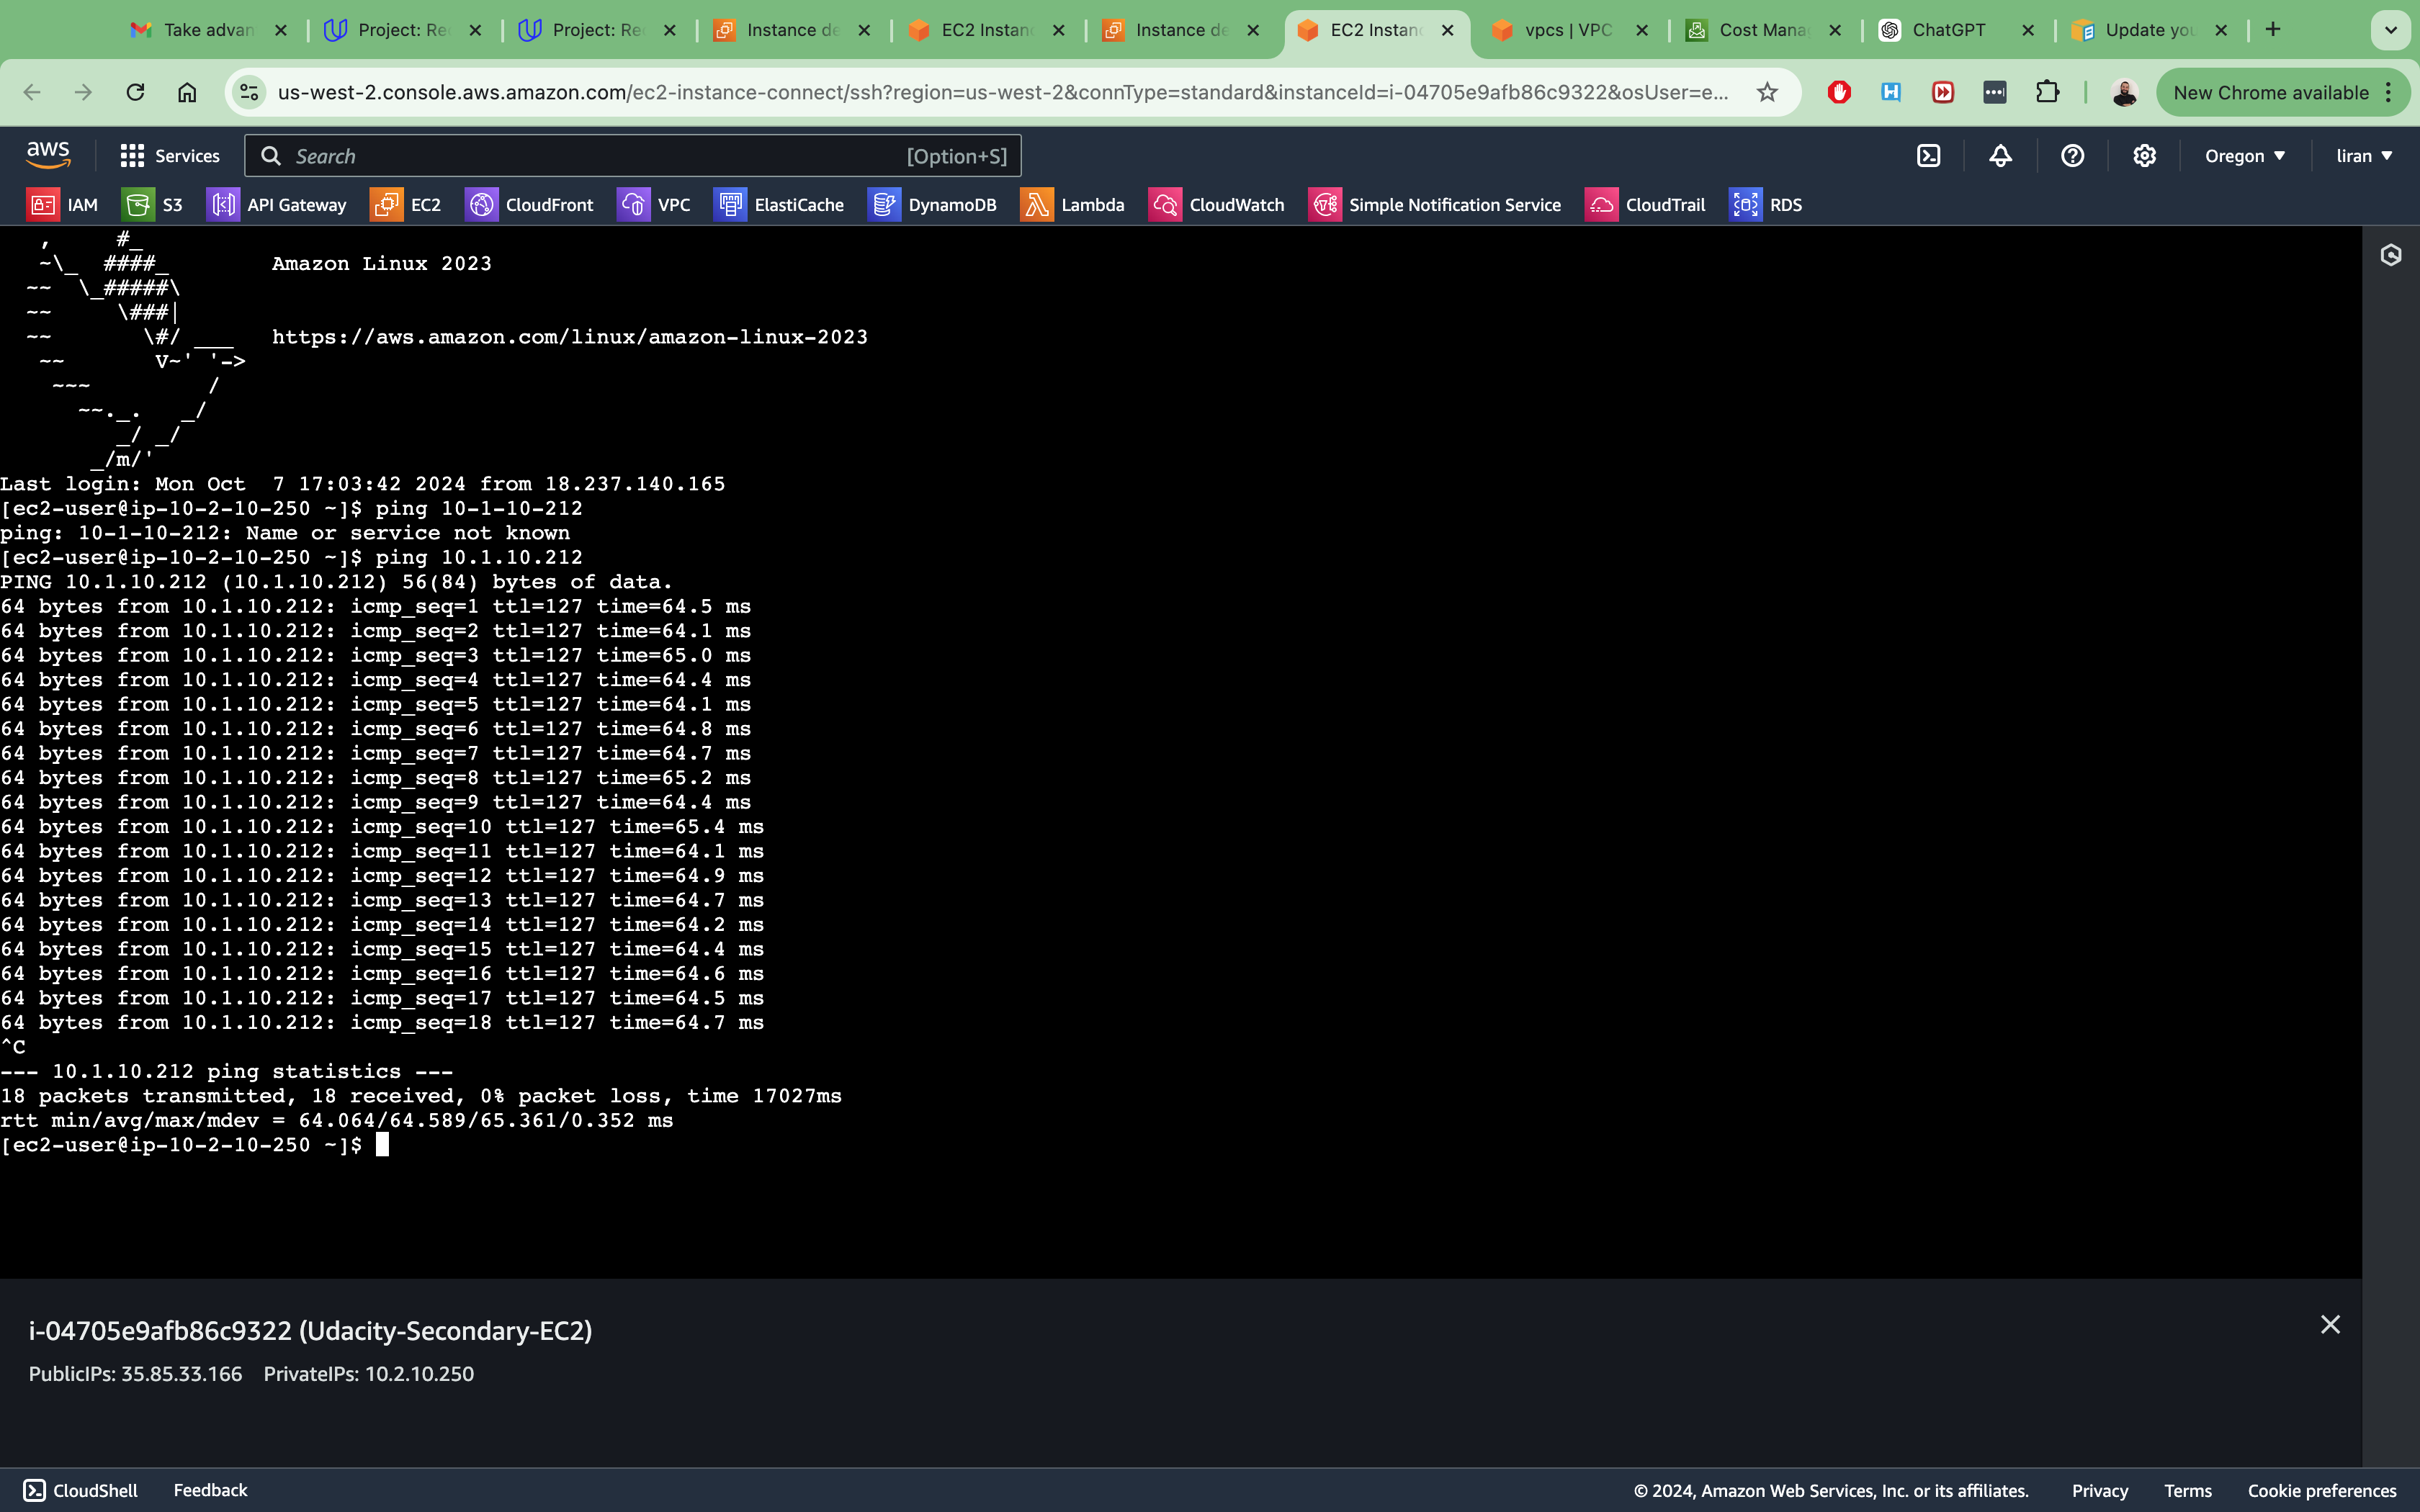 Take advan
Project: Re
Project: Re
Instance de
EC2 Instanc
Instance de
EC2 Instanc
vpcs | VPC
Cost Mana
ChatGPT
Update you
us-west-2.console.aws.amazon.com/ec2-instance-connect/ssh?region=us-west-2&connType=standard&instanceId=i-04705e9afb86c9322&osUser=e...
New Chrome available
aws
Services
Search
[Option+S]
Oregon
liran
IAM
S3
API Gateway
EC2
CloudFront
VPC
ElastiCache
DynamoDB
Lambda
CloudWatch
Simple Notification Service
CloudTrail
RDS
   ,     #_
   ~\_  ####_        Amazon Linux 2023
  ~~  \_#####\
  ~~     \###|
  ~~       \#/ ___   https://aws.amazon.com/linux/amazon-linux-2023
   ~~       V~' '->
    ~~~         /
      ~~._.   _/
         _/ _/
       _/m/'
Last login: Mon Oct  7 17:03:42 2024 from 18.237.140.165
[ec2-user@ip-10-2-10-250 ~]$ ping 10-1-10-212
ping: 10-1-10-212: Name or service not known
[ec2-user@ip-10-2-10-250 ~]$ ping 10.1.10.212
PING 10.1.10.212 (10.1.10.212) 56(84) bytes of data.
64 bytes from 10.1.10.212: icmp_seq=1 ttl=127 time=64.5 ms
64 bytes from 10.1.10.212: icmp_seq=2 ttl=127 time=64.1 ms
64 bytes from 10.1.10.212: icmp_seq=3 ttl=127 time=65.0 ms
64 bytes from 10.1.10.212: icmp_seq=4 ttl=127 time=64.4 ms
64 bytes from 10.1.10.212: icmp_seq=5 ttl=127 time=64.1 ms
64 bytes from 10.1.10.212: icmp_seq=6 ttl=127 time=64.8 ms
64 bytes from 10.1.10.212: icmp_seq=7 ttl=127 time=64.7 ms
64 bytes from 10.1.10.212: icmp_seq=8 ttl=127 time=65.2 ms
64 bytes from 10.1.10.212: icmp_seq=9 ttl=127 time=64.4 ms
64 bytes from 10.1.10.212: icmp_seq=10 ttl=127 time=65.4 ms
64 bytes from 10.1.10.212: icmp_seq=11 ttl=127 time=64.1 ms
64 bytes from 10.1.10.212: icmp_seq=12 ttl=127 time=64.9 ms
64 bytes from 10.1.10.212: icmp_seq=13 ttl=127 time=64.7 ms
64 bytes from 10.1.10.212: icmp_seq=14 ttl=127 time=64.2 ms
64 bytes from 10.1.10.212: icmp_seq=15 ttl=127 time=64.4 ms
64 bytes from 10.1.10.212: icmp_seq=16 ttl=127 time=64.6 ms
64 bytes from 10.1.10.212: icmp_seq=17 ttl=127 time=64.5 ms
64 bytes from 10.1.10.212: icmp_seq=18 ttl=127 time=64.7 ms
^C
--- 10.1.10.212 ping statistics ---
18 packets transmitted, 18 received, 0% packet loss, time 17027ms
rtt min/avg/max/mdev = 64.064/64.589/65.361/0.352 ms
[ec2-user@ip-10-2-10-250 ~]$
i-04705e9afb86c9322 (Udacity-Secondary-EC2)
PublicIPs: 35.85.33.166 PrivateIPs: 10.2.10.250
CloudShell
Feedback
© 2024, Amazon Web Services, Inc. or its affiliates.
Privacy
Terms
Cookie preferences